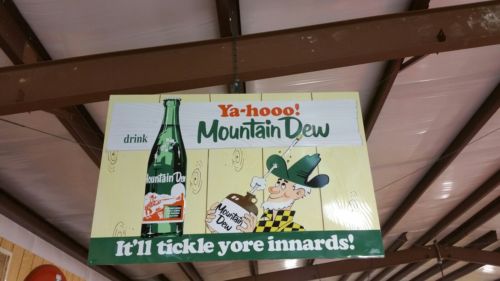 Ya-hooo!
drink Mountain Dew
Mountain Dew
Mountain Dew
It'll tickle yore innards!